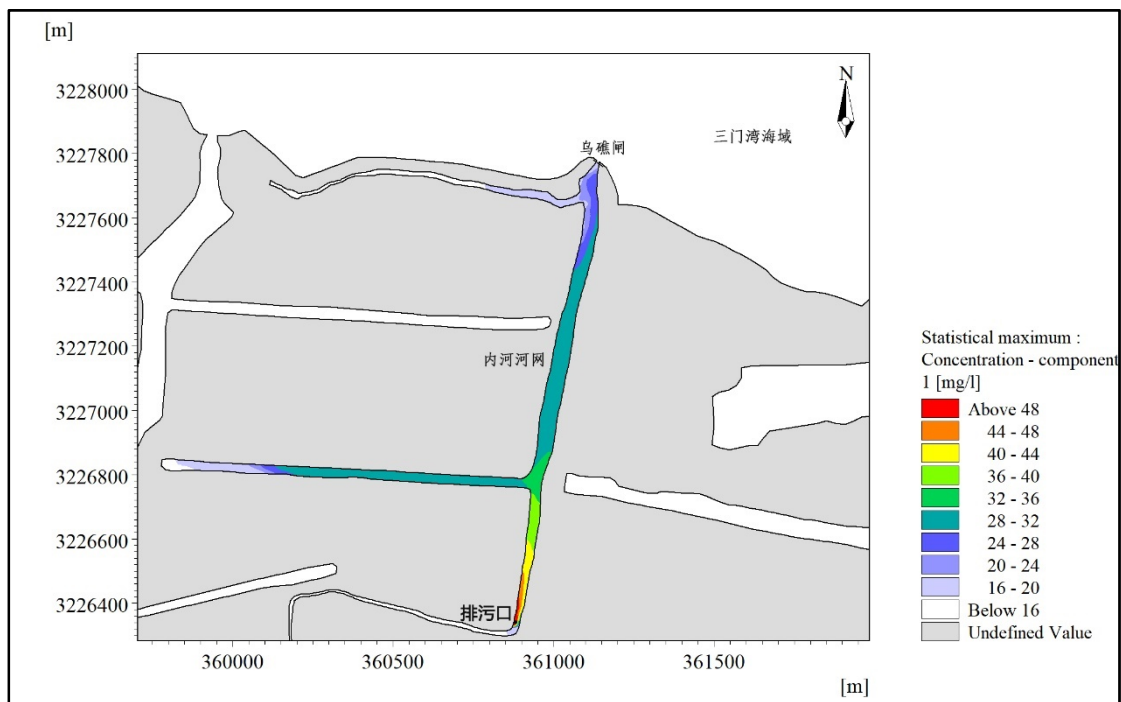 [m]
3228000
3227800
3227600
3227400
3227200
3227000
3226800
3226600
3226400
N
三门湾海域
乌礁闸
内河河网
排污口
360000
360500
361000
361500
[m]
Statistical maximum :
Concentration - component
1 [mg/l]
Above 48
44 - 48
40 - 44
36 - 40
32 - 36
28 - 32
24 - 28
20 - 24
16 - 20
Below 16
Undefined Value